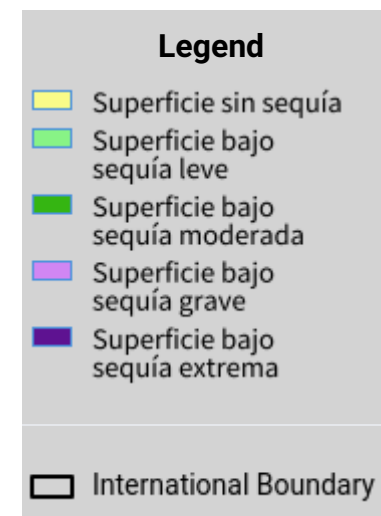 Legend
Superficie sin sequía
Superficie bajo
sequía leve
Superficie bajo
sequía moderada
Superficie bajo
sequía grave
Superficie bajo
sequía extrema
International Boundary